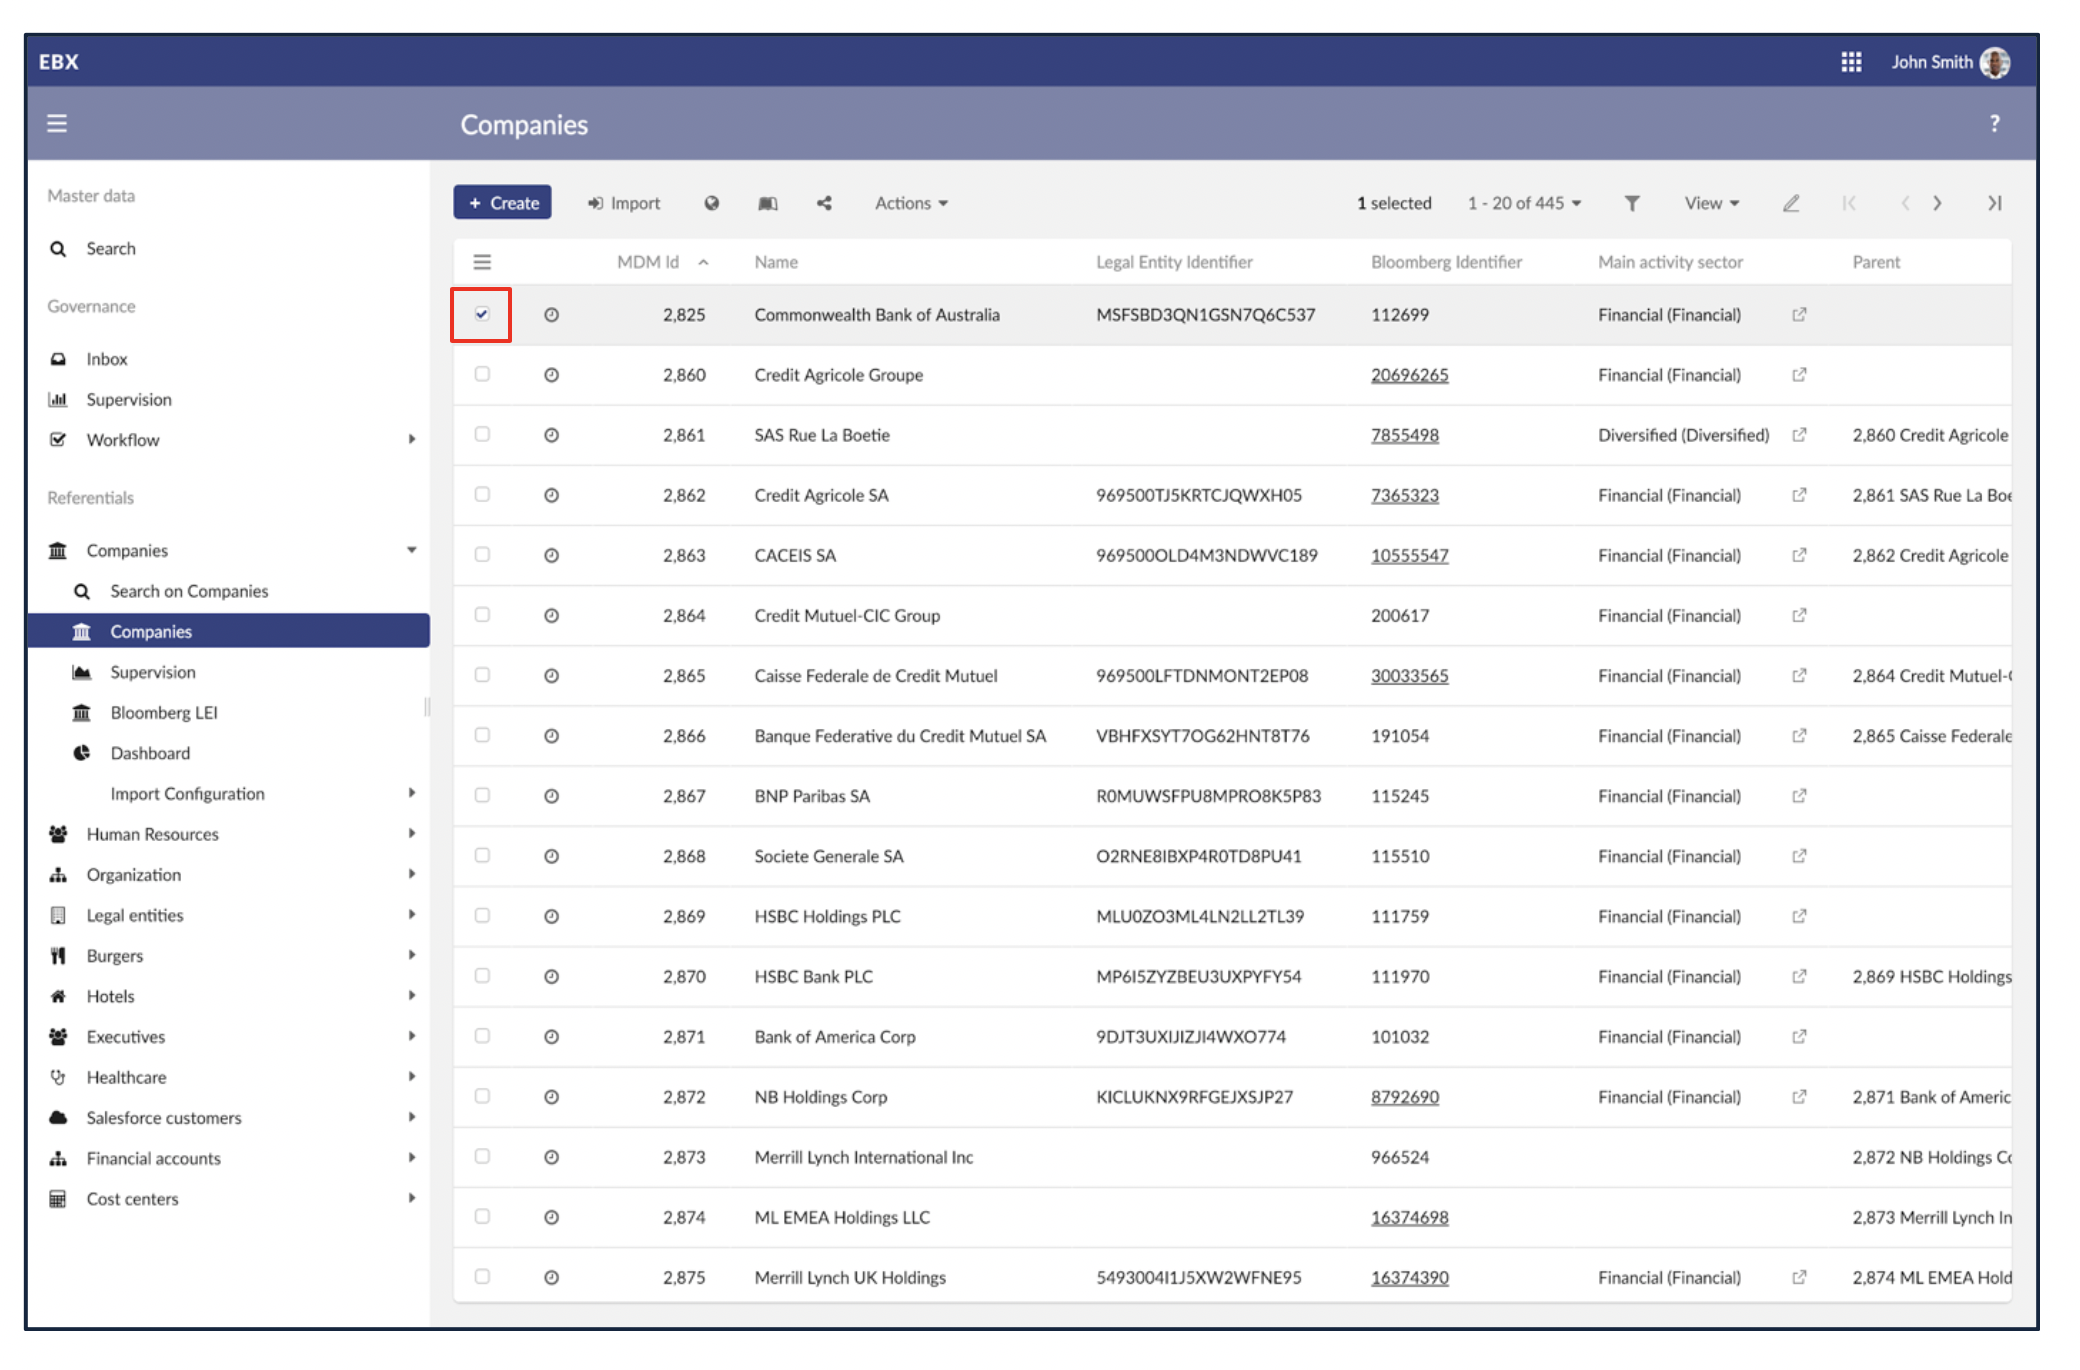 EBX
John Smith
Companies
?
Master data
Search
Governance
Inbox
Supervision
Workflow
Referentials
Companies
Search on Companies
Companies
Supervision
Bloomberg LEI
Dashboard
Import Configuration
Human Resources
Organization
Legal entities
Burgers
Hotels
Executives
Healthcare
Salesforce customers
Financial accounts
Cost centers
+ Create Import Actions 1 selected 1 - 20 of 445 View
MDM Id Name Legal Entity Identifier Bloomberg Identifier Main activity sector Parent
2,825 Commonwealth Bank of Australia MSFSBD3QN1GSN7Q6C537 112699 Financial (Financial)
2,860 Credit Agricole Groupe 20696265 Financial (Financial)
2,861 SAS Rue La Boetie 7855498 Diversified (Diversified) 2,860 Credit Agricole
2,862 Credit Agricole SA 969500TJ5KRTCJQWXH05 7365323 Financial (Financial) 2,861 SAS Rue La Boe
2,863 CACEIS SA 969500OLD4M3NDWVC189 10555547 Financial (Financial) 2,862 Credit Agricole
2,864 Credit Mutuel-CIC Group 200617 Financial (Financial)
2,865 Caisse Federale de Credit Mutuel 969500LFTDNMONT2EP08 30033565 Financial (Financial) 2,864 Credit Mutuel-
2,866 Banque Federative du Credit Mutuel SA VBHFXSYT7OG62HNT8T76 191054 Financial (Financial) 2,865 Caisse Federale
2,867 BNP Paribas SA R0MUWSFPU8MPRO8K5P83 115245 Financial (Financial)
2,868 Societe Generale SA O2RNE8IBXP4R0TD8PU41 115510 Financial (Financial)
2,869 HSBC Holdings PLC MLU0ZO3ML4LN2LL2TL39 111759 Financial (Financial)
2,870 HSBC Bank PLC MP6I5ZYZBEU3UXPYFY54 111970 Financial (Financial) 2,869 HSBC Holdings
2,871 Bank of America Corp 9DJT3UXIJIZJI4WXO774 101032 Financial (Financial)
2,872 NB Holdings Corp KICLUKNX9RFGEJXSJP27 8792690 Financial (Financial) 2,871 Bank of Americ
2,873 Merrill Lynch International Inc 966524 2,872 NB Holdings Co
2,874 ML EMEA Holdings LLC 16374698 2,873 Merrill Lynch In
2,875 Merrill Lynch UK Holdings 5493004I1J5XW2WFNE95 16374390 Financial (Financial) 2,874 ML EMEA Hold